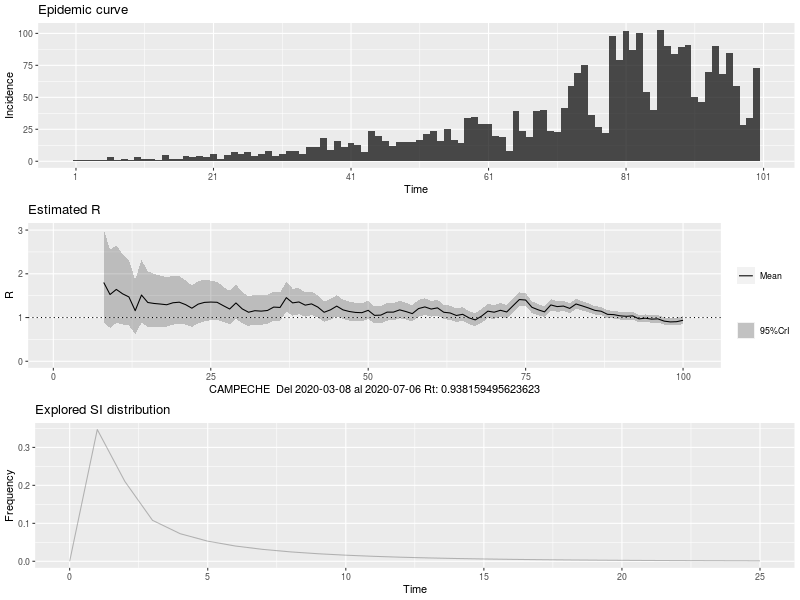 Epidemic curve
100
75
50
25
0
Incidence
1 21 41 61 81 101
Time
Estimated R
3
2
1
0
R
Mean
95%CrI
0 25 50 75 100
CAMPECHE Del 2020-03-08 al 2020-07-06 Rt: 0.938159495623623
Explored SI distribution
0.3
0.2
0.1
0.0
Frequency
0 5 10 15 20 25
Time